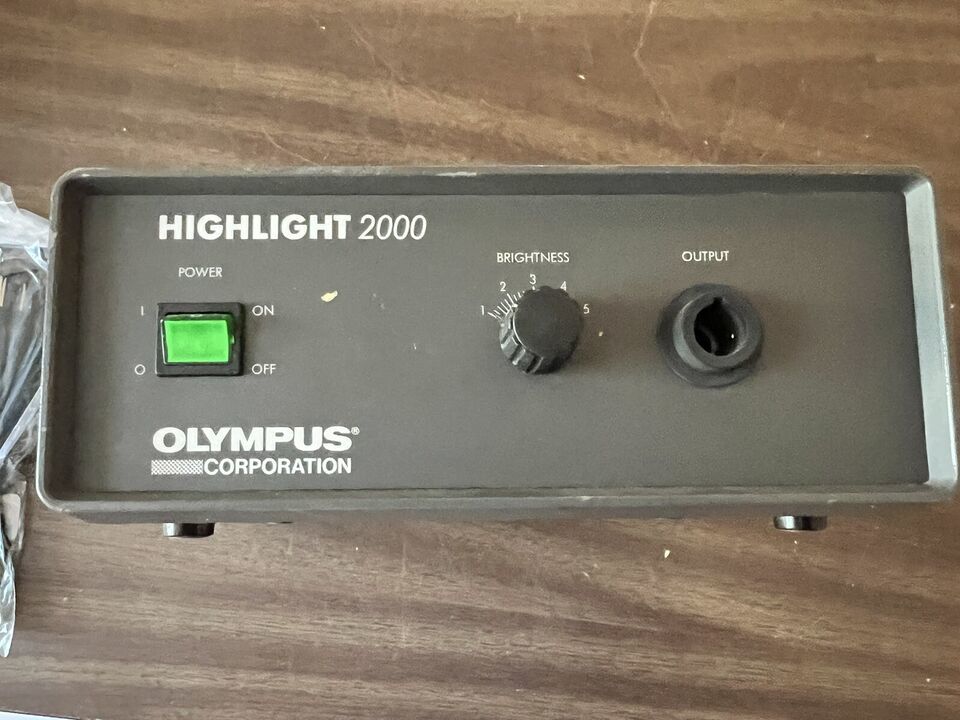 HIGHLIGHT 2000
POWER
I ON
O OFF
BRIGHTNESS
1 2 3 4 5
OUTPUT
OLYMPUS®
CORPORATION